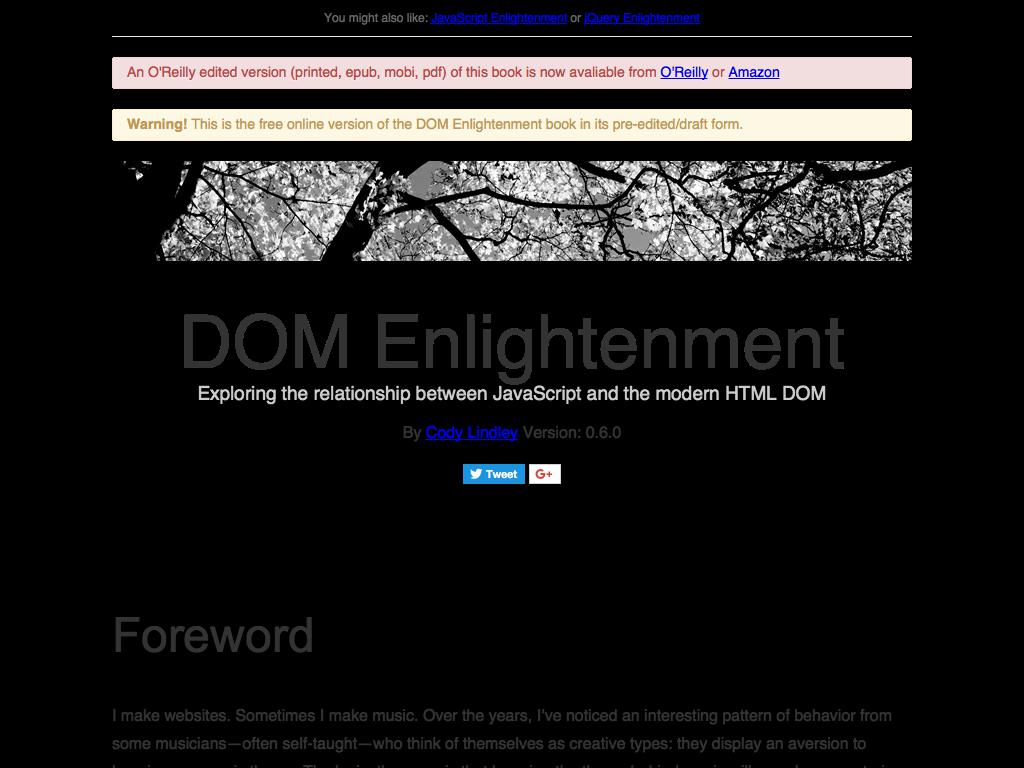 You might also like: JavaScript Enlightenment or jQuery Enlightenment
An O'Reilly edited version (printed, epub, mobi, pdf) of this book is now avaliable from O'Reilly or Amazon
Warning! This is the free online version of the DOM Enlightenment book in its pre-edited/draft form.
DOM Enlightenment
Exploring the relationship between JavaScript and the modern HTML DOM
By Cody Lindley Version: 0.6.0
Tweet G+
Foreword
I make websites. Sometimes I make music. Over the years, I've noticed an interesting pattern of behavior from
some musicians—often self-taught—who think of themselves as creative types: they display an aversion to